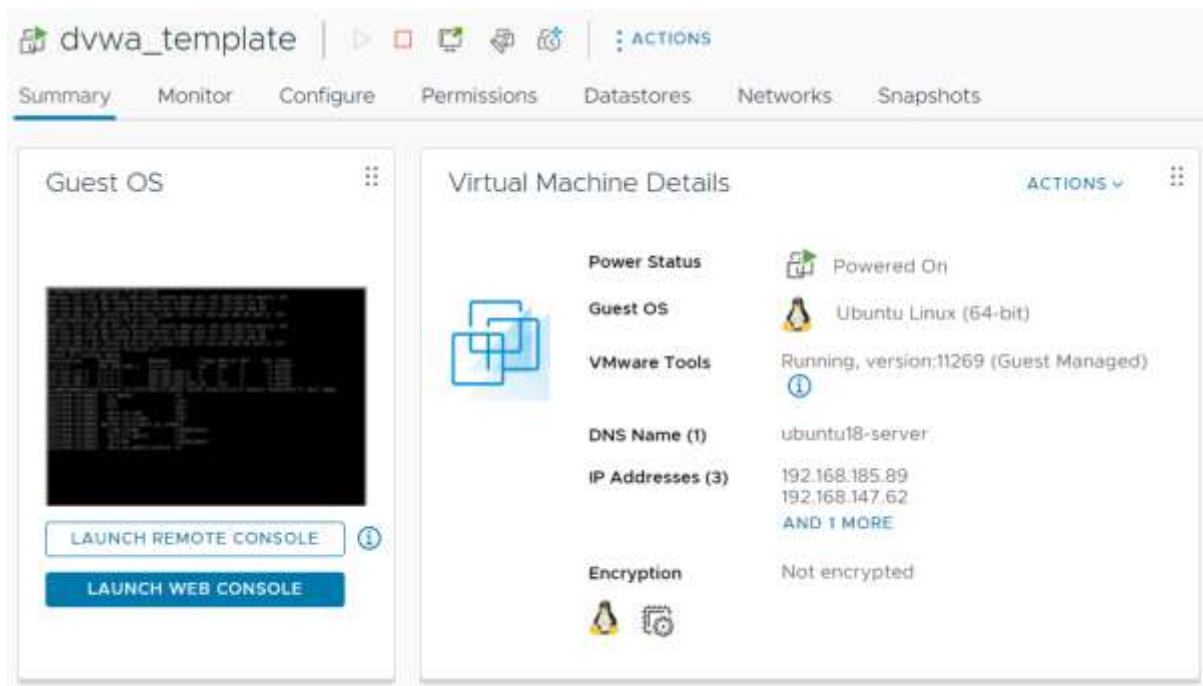 dvwa_template
ACTIONS
Summary Monitor Configure Permissions Datastores Networks Snapshots
Guest OS
LAUNCH REMOTE CONSOLE
LAUNCH WEB CONSOLE
Virtual Machine Details
ACTIONS
Power Status Powered On
Guest OS Ubuntu Linux (64-bit)
VMware Tools Running, version:11269 (Guest Managed)
DNS Name (1) ubuntu18-server
IP Addresses (3) 192.168.185.89
192.168.147.62
AND 1 MORE
Encryption Not encrypted